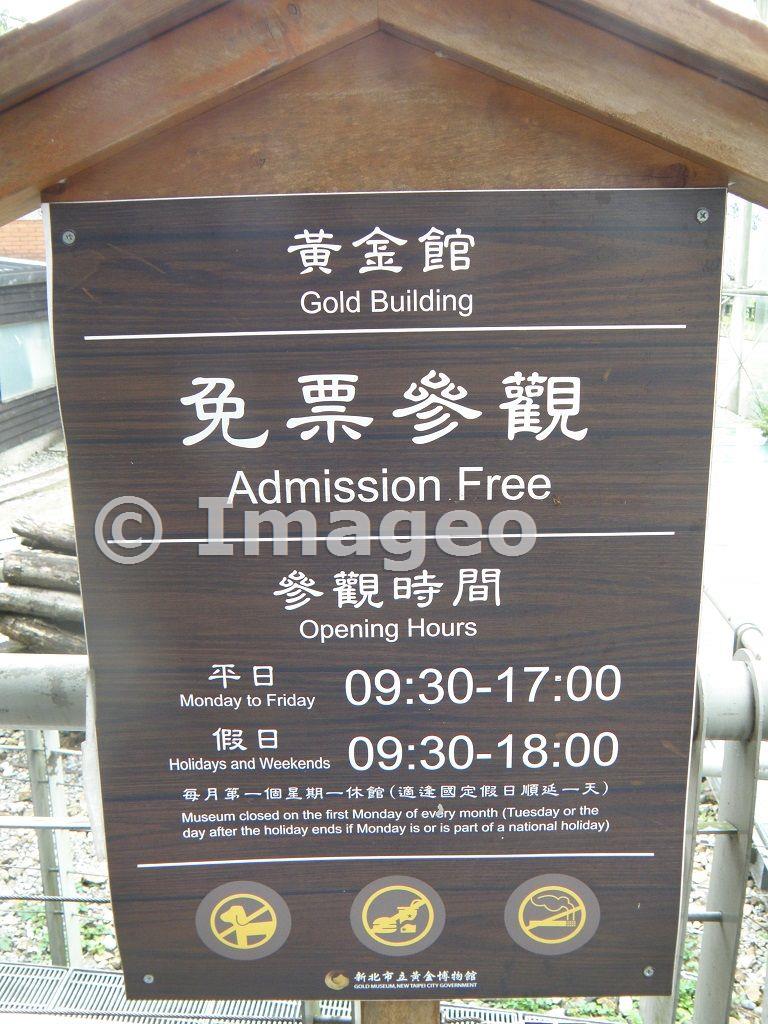 黃金館
Gold Building
免票參觀
Admission Free
© Imageo
參觀時間
Opening Hours
平日
Monday to Friday 09:30-17:00
假日
Holidays and Weekends 09:30-18:00
每月第一個星期一休館(適逢國定假日順延一天)
Museum closed on the first Monday of every month (Tuesday or the
day after the holiday ends if Monday is or is part of a national holiday)
新北市立黃金博物館
GOLD MUSEUM, NEW TAIPEI CITY GOVERNMENT